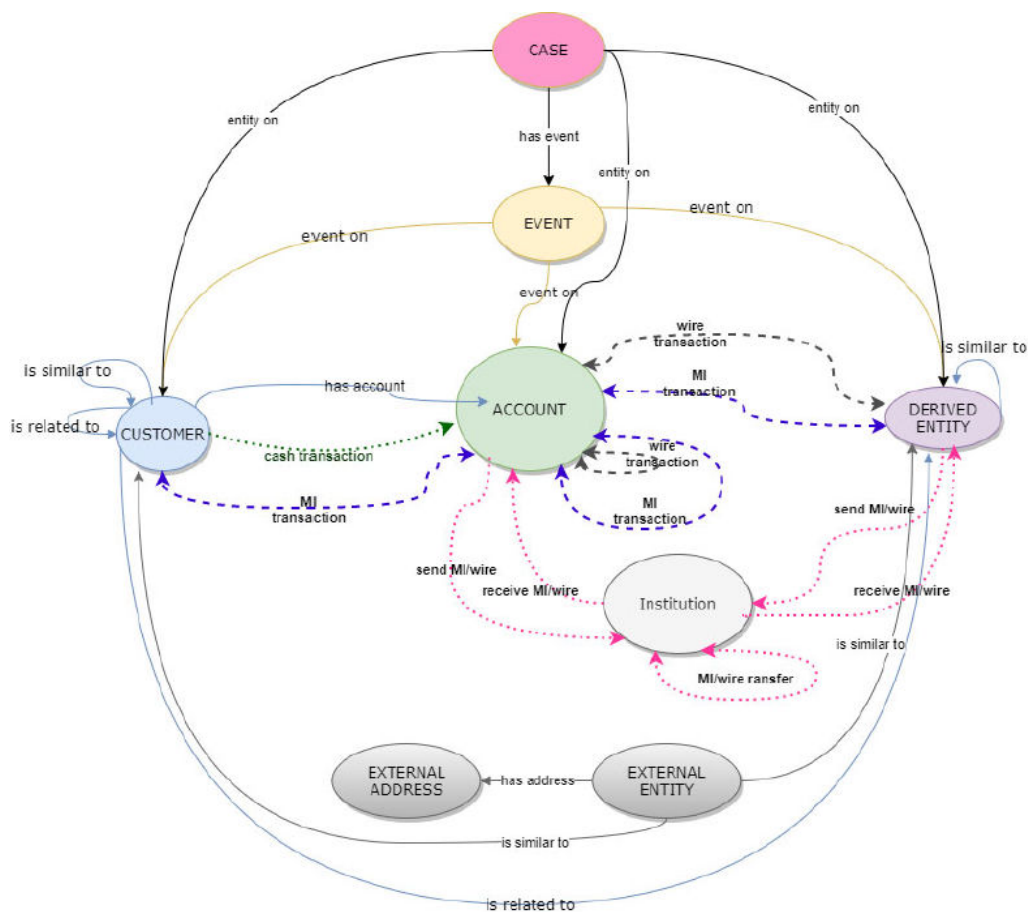 CASE
entity on
has event
entity on
entity on
EVENT
event on
event on
event on
wire
transaction
is similar to
is similar to
MI
transaction
has account
ACCOUNT
DERIVED
ENTITY
is related to
CUSTOMER
cash transaction
wire
transaction
MI
transaction
MI
transaction
send MI/wire
send MI/wire
receive MI/wire
receive MI/wire
Institution
is similar to
MI/wire ransfer
EXTERNAL
ADDRESS
has address
EXTERNAL
ENTITY
is similar to
is related to